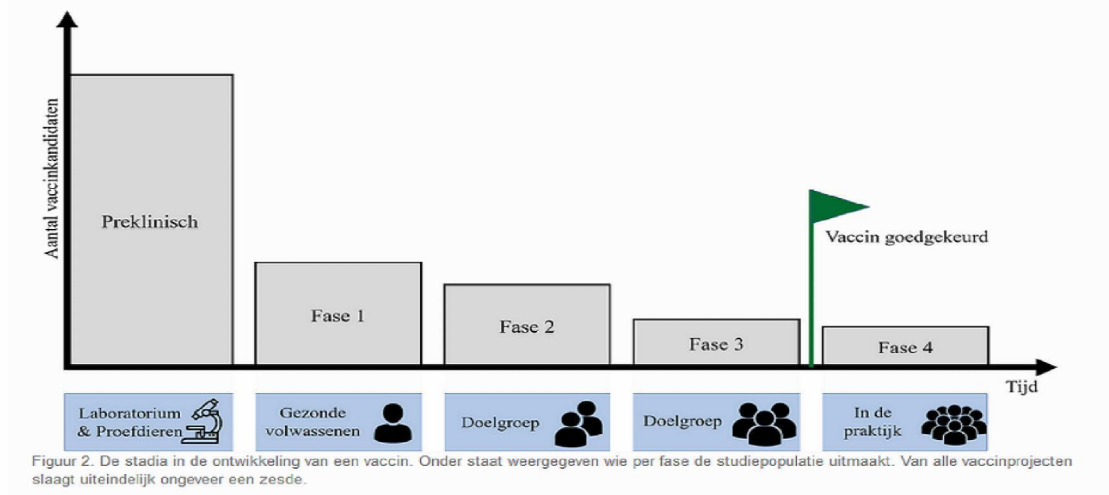 Aantal vaccinkandidaten
Preklinisch
Fase 1
Fase 2
Fase 3
Fase 4
Vaccin goedgekeurd
Tijd
Laboratorium
& Proefdieren
Gezonde
volwassenen
Doelgroep
Doelgroep
In de
praktijk
Figuur 2. De stadia in de ontwikkeling van een vaccin. Onder staat weergegeven wie per fase de studiepopulatie uitmaakt. Van alle vaccinprojecten
slaagt uiteindelijk ongeveer een zesde.